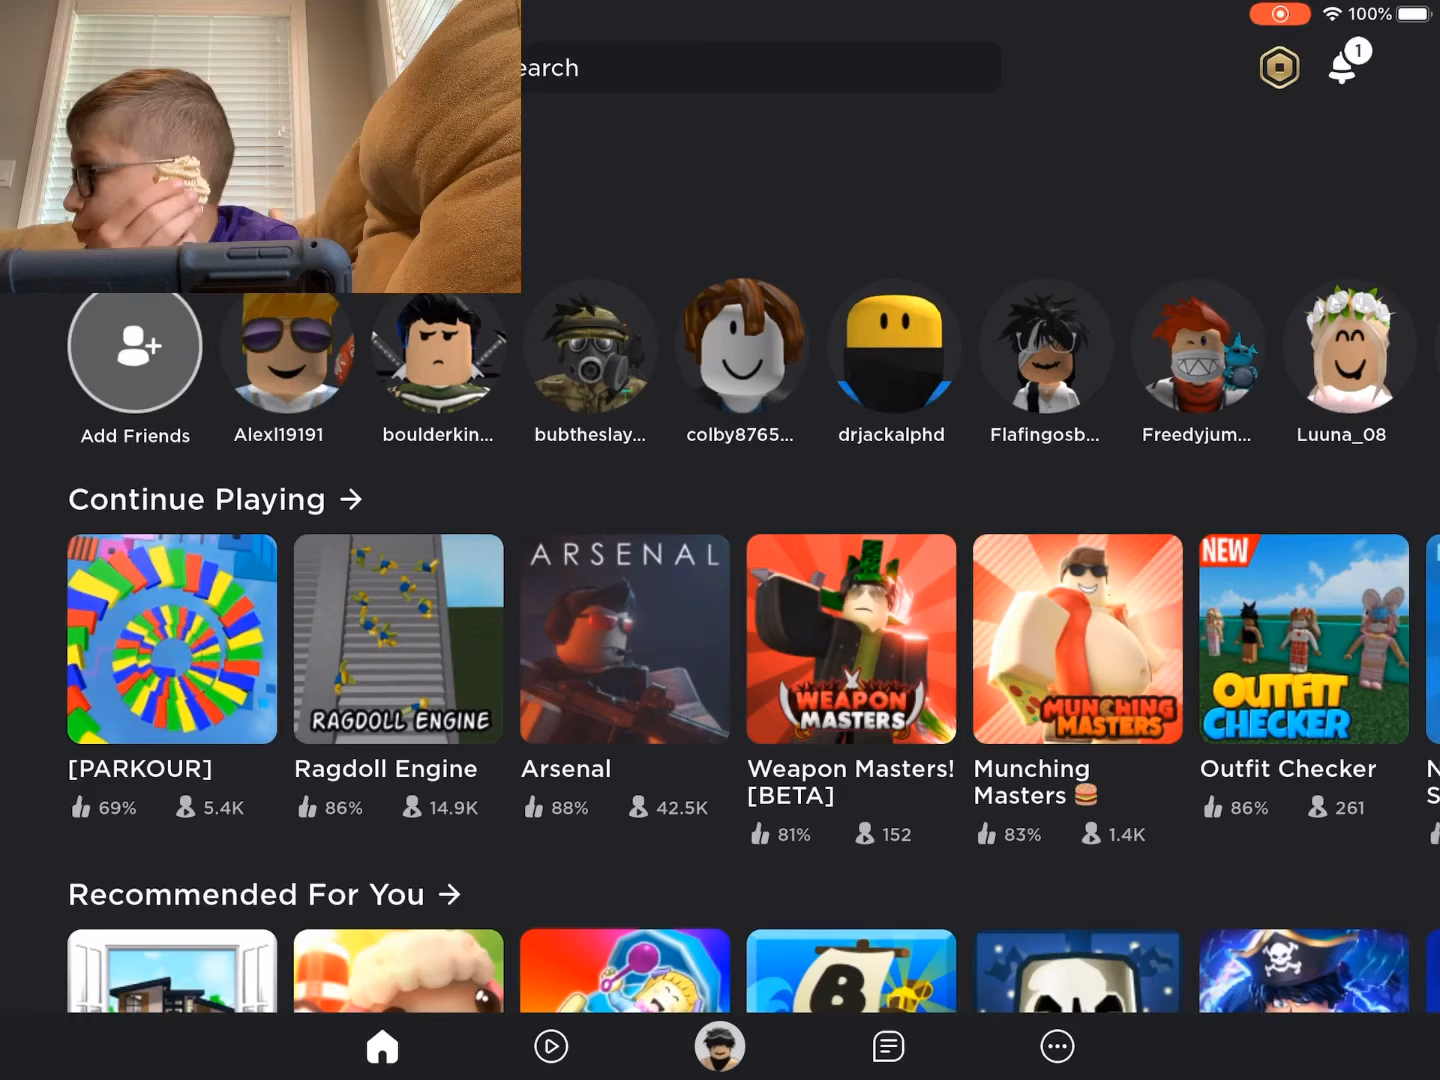 100%
earch
1
Add Friends
Alexl19191
boulderkin...
bubtheslay...
colby8765...
drjackalphd
Flafingosb...
Freedyjum...
Luuna_08
Continue Playing →
ARSENAL
NEW
RAGDOLL ENGINE
WEAPON
MASTERS
MUNCHING
MASTERS
OUTFIT
CHECKER
[PARKOUR]
69% 5.4K
Ragdoll Engine
86% 14.9K
Arsenal
88% 42.5K
Weapon Masters!
[BETA]
81% 152
Munching
Masters 🍔
83% 1.4K
Outfit Checker
86% 261
N
S
Recommended For You →
B